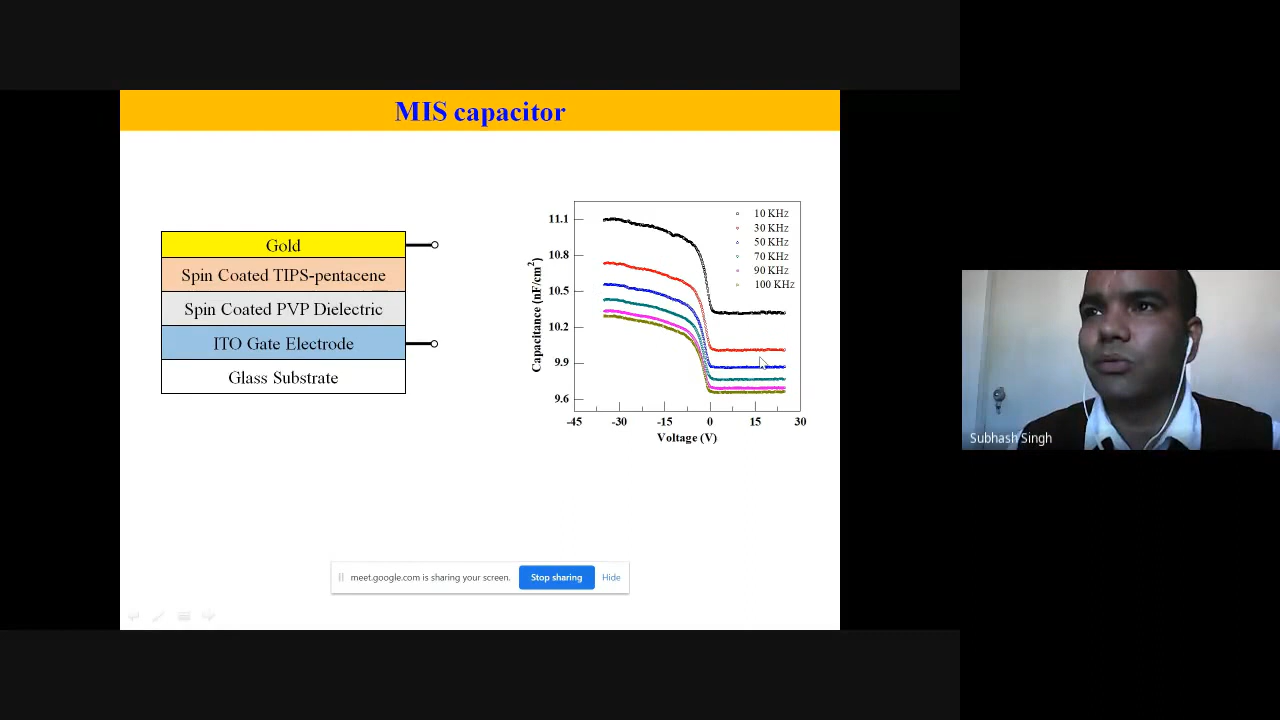 MIS capacitor
Gold
Spin Coated TIPS-pentacene
Spin Coated PVP Dielectric
ITO Gate Electrode
Glass Substrate
Capacitance (nF/cm²)
11.1
10.8
10.5
10.2
9.9
9.6
10 KHz
30 KHz
50 KHz
70 KHz
90 KHz
100 KHz
-45 -30 -15 0 15 30
Voltage (V)
Subhash Singh
meet.google.com is sharing your screen. Stop sharing Hide